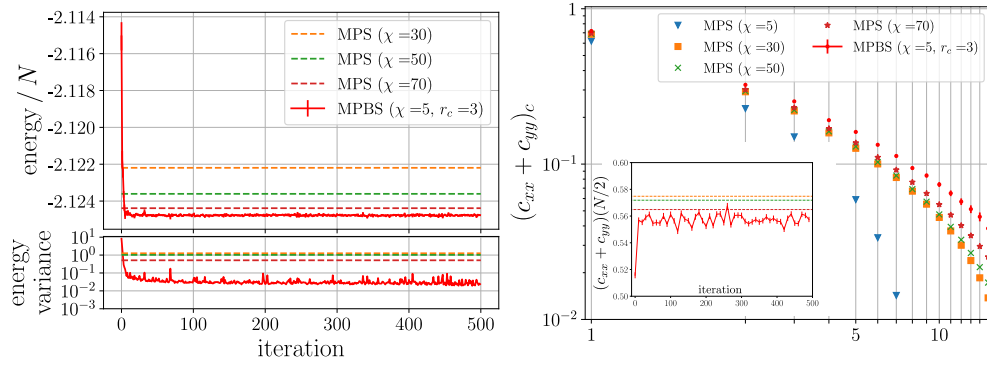 -2.114
-2.116
-2.118
-2.120
-2.122
-2.124
energy / N
MPS (χ =30)
MPS (χ =50)
MPS (χ =70)
MPBS (χ =5, r_c =3)
10^1
10^0
10^-1
10^-2
10^-3
energy
variance
0
100
200
300
400
500
iteration
10^0
10^-1
10^-2
(c_xx + c_yy)_c
MPS (χ =5)
MPS (χ =30)
MPS (χ =50)
MPS (χ =70)
MPBS (χ =5, r_c =3)
0.60
0.58
0.56
0.54
0.52
0.50
(c_xx + c_yy)(N/2)
iteration
0
100
200
300
400
500
1
5
10